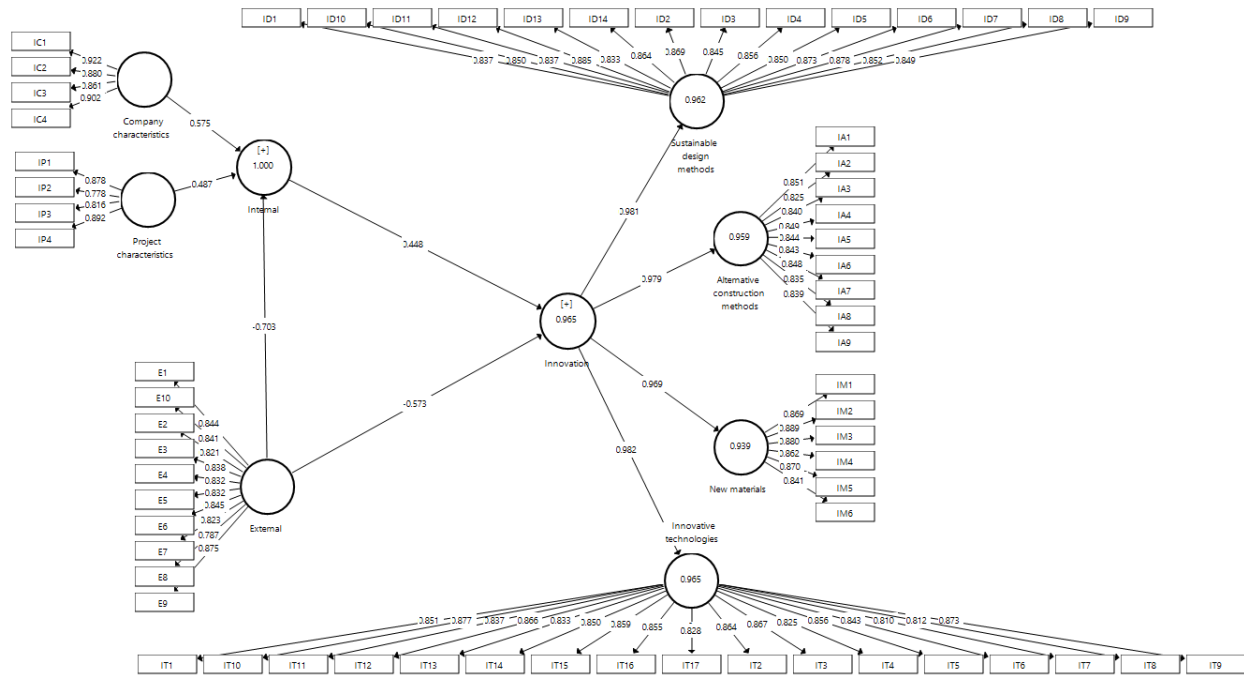 ID1 ID10 ID11 ID12 ID13 ID14 ID2 ID3 ID4 ID5 ID6 ID7 ID8 ID9
0.837 0.850 0.837 0.885 0.833 0.864 0.869 0.845 0.856 0.850 0.873 0.878 0.852 0.849
0.962
Sustainable
design
methods
IC1
IC2
IC3
IC4
0.922
0.880
0.861
0.902
Company
characteristics
0.575
IP1
IP2
IP3
IP4
0.878
0.778
0.816
0.892
Project
characteristics
0.487
[+]
1.000
Internal
0.448
-0.703
0.981
IA1
IA2
IA3
IA4
IA5
IA6
IA7
IA8
IA9
0.851
0.825
0.840
0.849
0.844
0.843
0.848
0.835
0.839
0.959
Alternative
construction
methods
0.979
[+]
0.965
Innovation
-0.573
0.969
0.982
E1
E10
E2
E3
E4
E5
E6
E7
E8
E9
0.844
0.841
0.821
0.838
0.832
0.832
0.845
0.823
0.787
0.875
External
IM1
IM2
IM3
IM4
IM5
IM6
0.869
0.889
0.880
0.862
0.870
0.841
0.939
New materials
Innovative
technologies
0.965
0.851 0.877 0.837 0.866 0.833 0.850 0.859 0.855 0.828 0.864 0.867 0.825 0.856 0.843 0.810 0.812 0.873
IT1 IT10 IT11 IT12 IT13 IT14 IT15 IT16 IT17 IT2 IT3 IT4 IT5 IT6 IT7 IT8 IT9